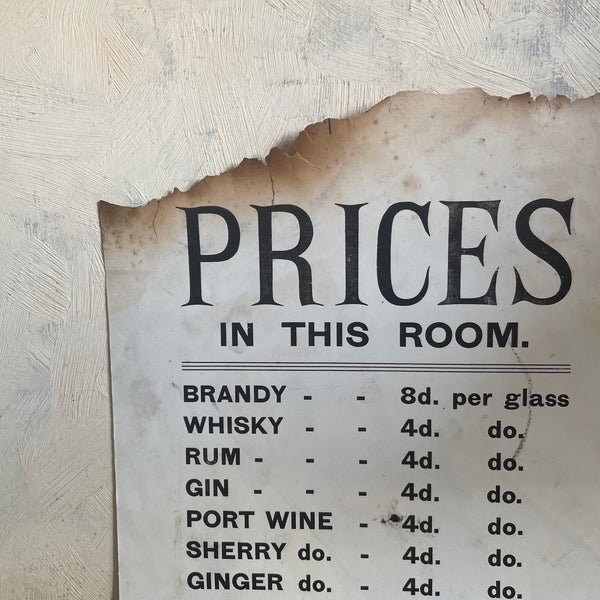 PRICES
IN THIS ROOM.
BRANDY - - 8d. per glass
WHISKY - - 4d. do.
RUM - - - 4d. do.
GIN - - - 4d. do.
PORT WINE - 4d. do.
SHERRY do. - 4d. do.
GINGER do. - 4d. do.